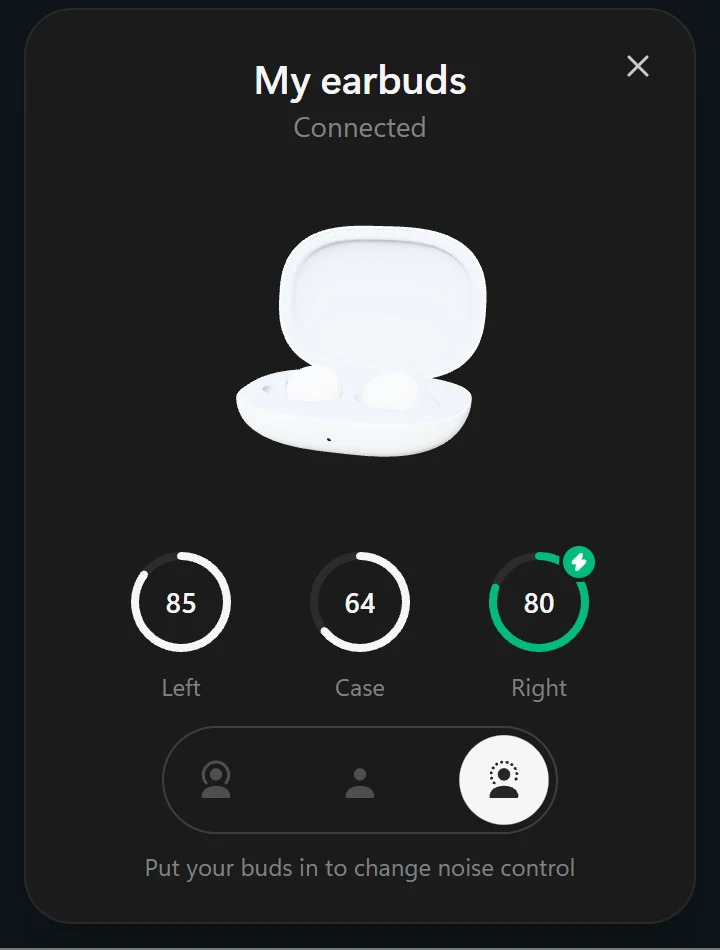 My earbuds
Connected
85
64
80
Left
Case
Right
Put your buds in to change noise control